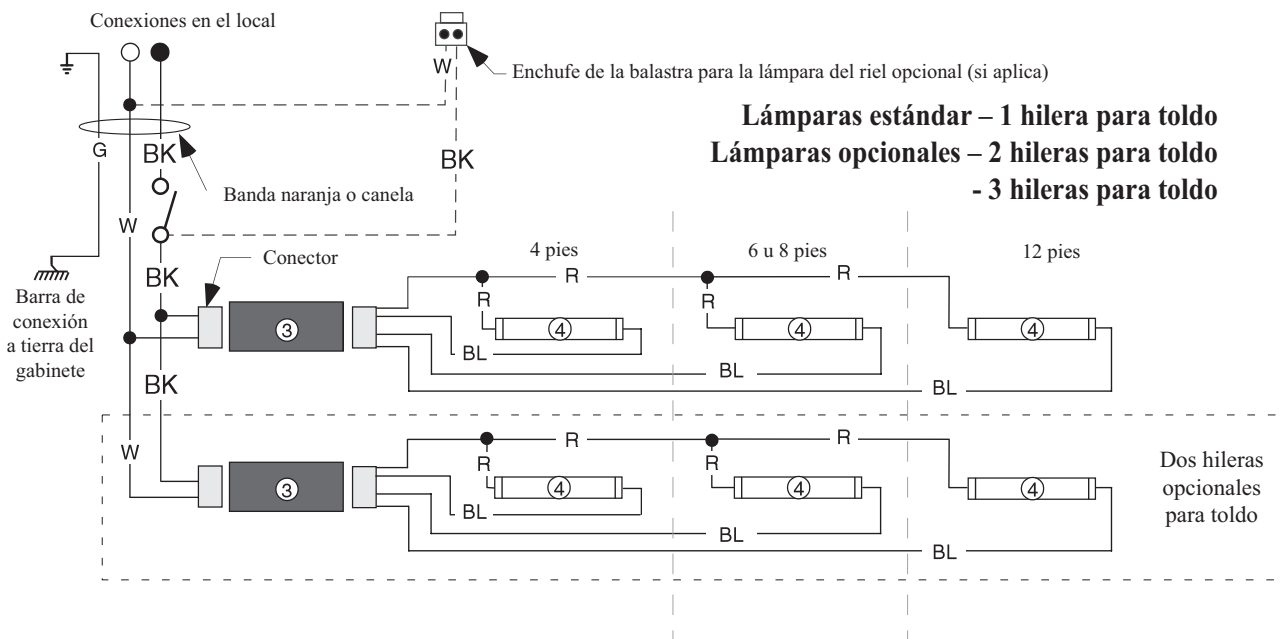 Conexiones en el local
W
Enchufe de la balastra para la lámpara del riel opcional (si aplica)
Lámparas estándar – 1 hilera para toldo
Lámparas opcionales – 2 hileras para toldo
- 3 hileras para toldo
G
BK
BK
Banda naranja o canela
W
4 pies
6 u 8 pies
12 pies
Conector
BK
R
R
Barra de
conexión
a tierra del
gabinete
R
R
3
4
4
4
BL
BL
BL
BK
W
R
R
R
R
3
4
4
4
BL
BL
BL
Dos hileras
opcionales
para toldo